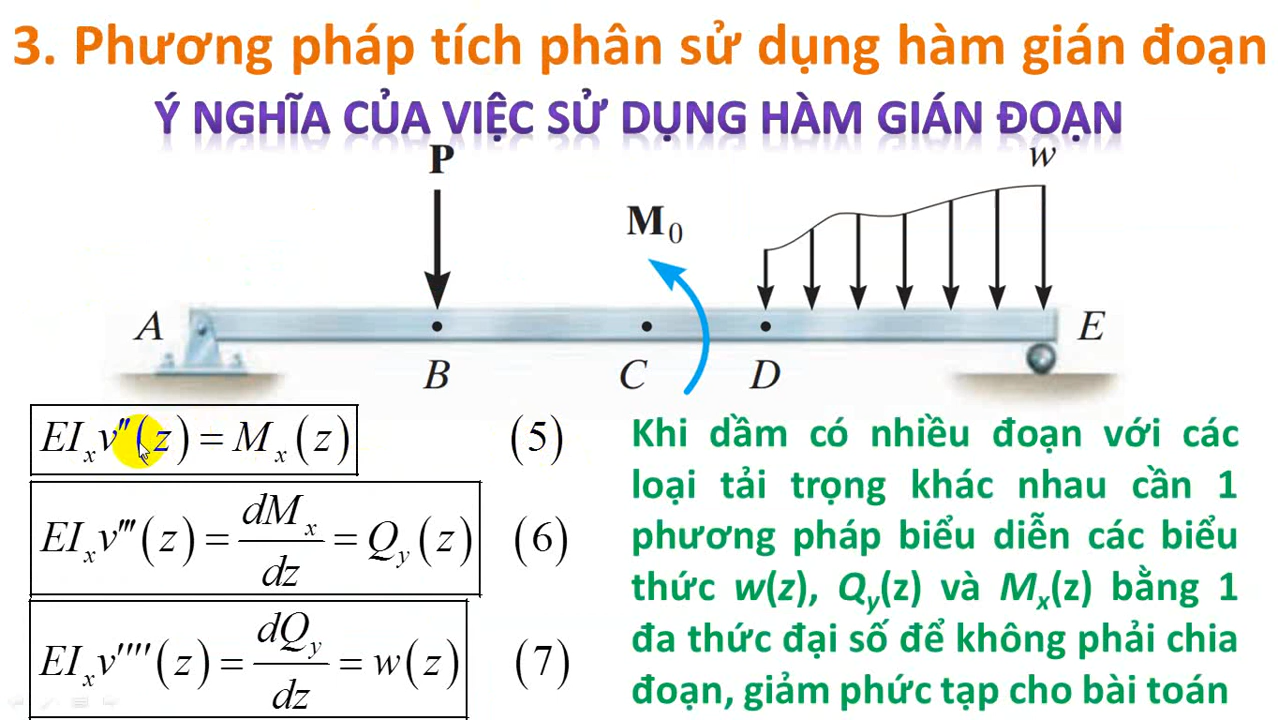 3. Phương pháp tích phân sử dụng hàm gián đoạn
Ý NGHĨA CỦA VIỆC SỬ DỤNG HÀM GIÁN ĐOẠN
P
w
M₀
A
B
C
D
E
EIₓv″(z) = Mₓ(z) (5)
EIₓv‴(z) = dMₓ/dz = Q_y(z) (6)
EIₓv''''(z) = dQ_y/dz = w(z) (7)
Khi dầm có nhiều đoạn với các
loại tải trọng khác nhau cần 1
phương pháp biểu diễn các biểu
thức w(z), Q_y(z) và Mₓ(z) bằng 1
đa thức đại số để không phải chia
đoạn, giảm phức tạp cho bài toán